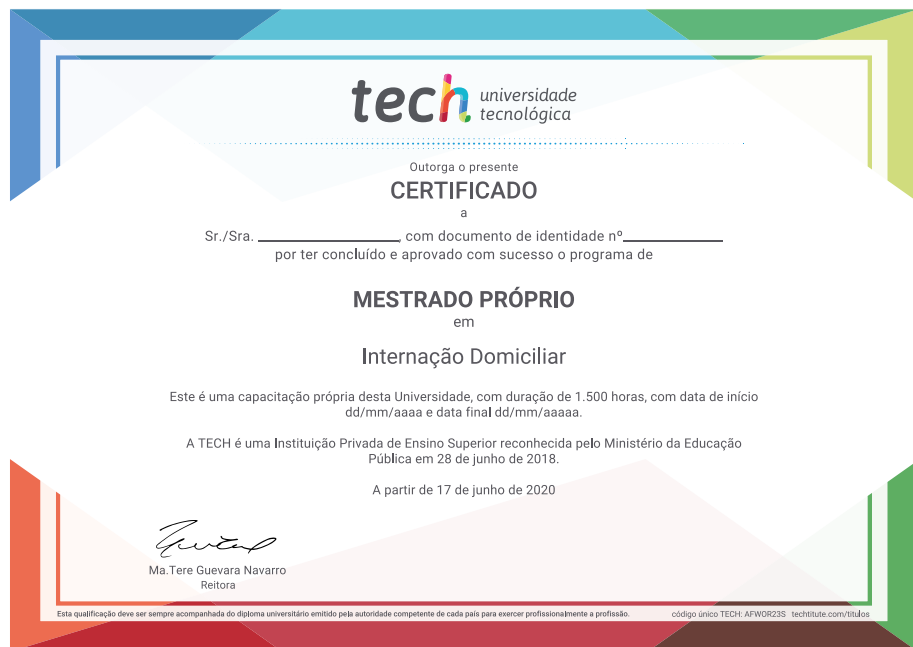 tech universidade
tecnológica
Outorga o presente
CERTIFICADO
a
Sr./Sra. , com documento de identidade nº
por ter concluído e aprovado com sucesso o programa de
MESTRADO PRÓPRIO
em
Internação Domiciliar
Este é uma capacitação própria desta Universidade, com duração de 1.500 horas, com data de início
dd/mm/aaaa e data final dd/mm/aaaaa.
A TECH é uma Instituição Privada de Ensino Superior reconhecida pelo Ministério da Educação
Pública em 28 de junho de 2018.
A partir de 17 de junho de 2020
Ma.Tere Guevara Navarro
Reitora
Esta qualificação deve ser sempre acompanhada do diploma universitário emitido pela autoridade competente de cada país para exercer profissionalmente a profissão. código único TECH: AFWOR23S techtitute.com/titulos